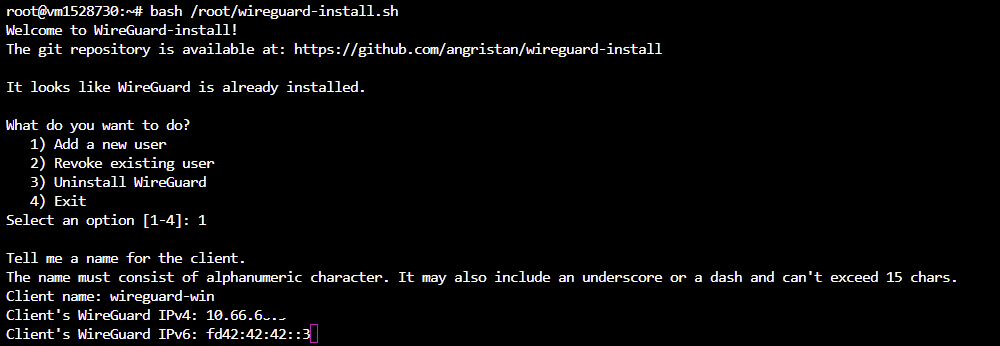 root@vm1528730:~# bash /root/wireguard-install.sh
Welcome to WireGuard-install!
The git repository is available at: https://github.com/angristan/wireguard-install
It looks like WireGuard is already installed.
What do you want to do?
1) Add a new user
2) Revoke existing user
3) Uninstall WireGuard
4) Exit
Select an option [1-4]: 1
Tell me a name for the client.
The name must consist of alphanumeric character. It may also include an underscore or a dash and can't exceed 15 chars.
Client name: wireguard-win
Client's WireGuard IPv4:
Client's WireGuard IPv6: fd42:42:42::3